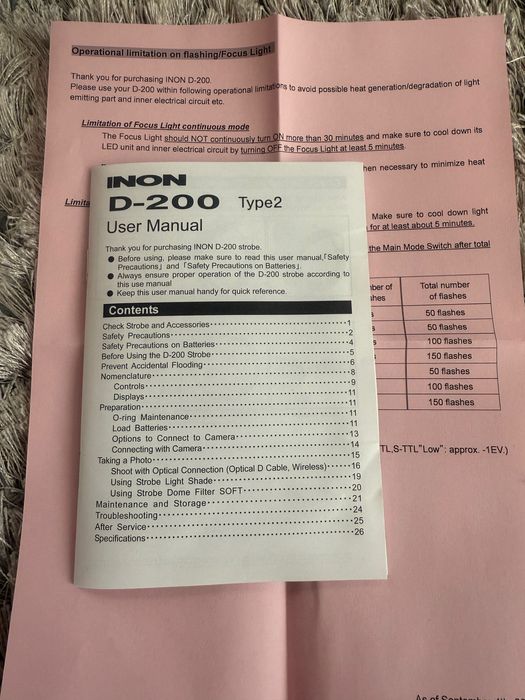 Operational limitation on flashing/Focus Light
Thank you for purchasing INON D-200.
Please use your D-200 within following operational limitations to avoid possible heat generation/degradation of light
emitting part and inner electrical circuit etc.
Limitation of Focus Light continuous mode
The Focus Light should NOT continuously turn ON more than 30 minutes and make sure to cool down its
LED unit and inner electrical circuit by turning OFF the Focus Light at least 5 minutes.
hen necessary to minimize heat
Limita
Make sure to cool down light
for at least about 5 minutes.
the Main Mode Switch after total
ber of
hes
Total number
of flashes
50 flashes
50 flashes
100 flashes
150 flashes
50 flashes
100 flashes
150 flashes
TL,S-TTL"Low": approx. -1EV.)
INON
D-200 Type2
User Manual
Thank you for purchasing INON D-200 strobe.
● Before using, please make sure to read this user manual,「Safety
Precautions」 and 「Safety Precautions on Batteries」.
● Always ensure proper operation of the D-200 strobe according to
this use manual
● Keep this user manual handy for quick reference.
Contents
Check Strobe and Accessories 1
Safety Precautions 2
Safety Precautions on Batteries 4
Before Using the D-200 Strobe 5
Prevent Accidental Flooding 6
Nomenclature 8
Controls 9
Displays 11
Preparation 11
O-ring Maintenance 11
Load Batteries 11
Options to Connect to Camera 13
Connecting with Camera 14
Taking a Photo 15
Shoot with Optical Connection (Optical D Cable, Wireless) 16
Using Strobe Light Shade 19
Using Strobe Dome Filter SOFT 20
Maintenance and Storage 21
Troubleshooting 24
After Service 25
Specifications 26